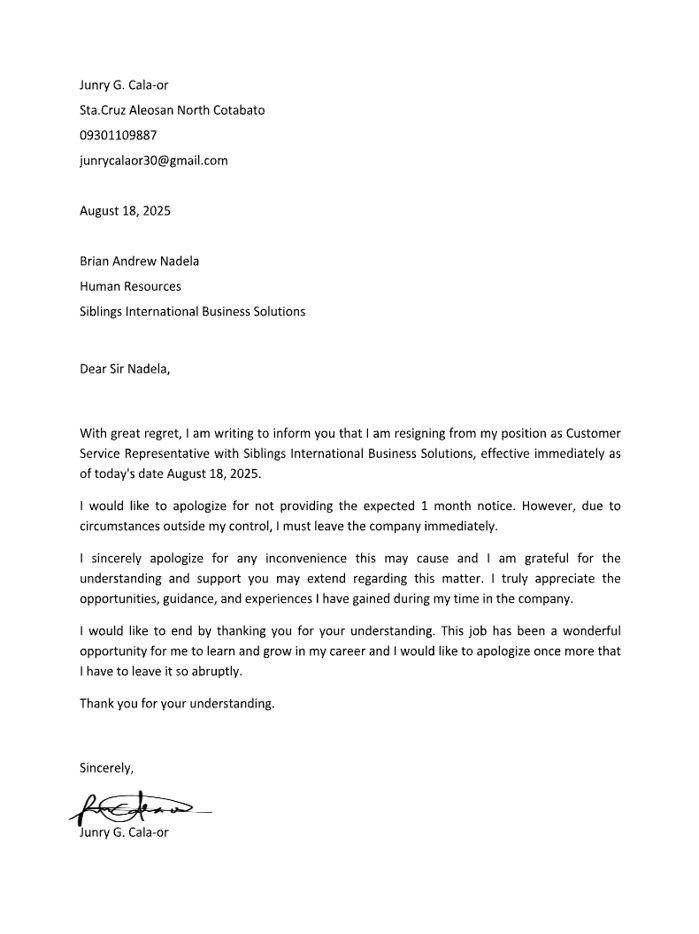 Junry G. Cala-or
Sta.Cruz Aleosan North Cotabato
09301109887
junrycalaor30@gmail.com
August 18, 2025
Brian Andrew Nadela
Human Resources
Siblings International Business Solutions
Dear Sir Nadela,
With great regret, I am writing to inform you that I am resigning from my position as Customer
Service Representative with Siblings International Business Solutions, effective immediately as
of today's date August 18, 2025.
I would like to apologize for not providing the expected 1 month notice. However, due to
circumstances outside my control, I must leave the company immediately.
I sincerely apologize for any inconvenience this may cause and I am grateful for the
understanding and support you may extend regarding this matter. I truly appreciate the
opportunities, guidance, and experiences I have gained during my time in the company.
I would like to end by thanking you for your understanding. This job has been a wonderful
opportunity for me to learn and grow in my career and I would like to apologize once more that
I have to leave it so abruptly.
Thank you for your understanding.
Sincerely,
Junry G. Cala-or